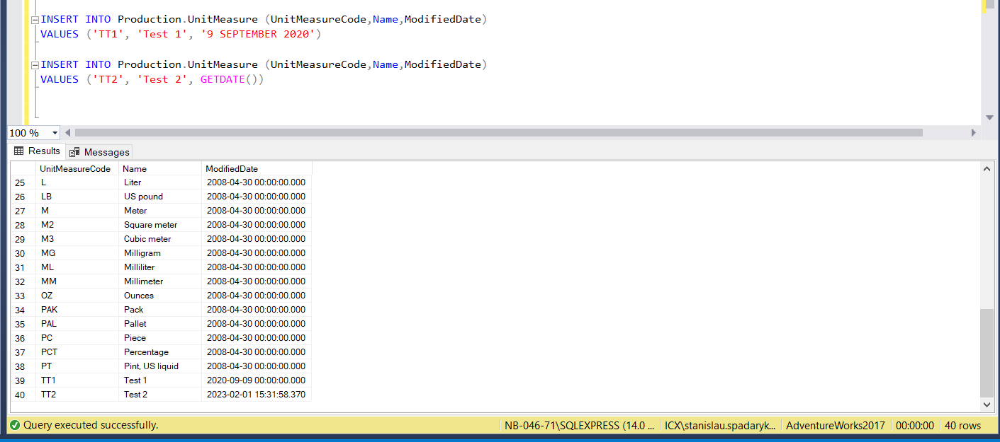 INSERT INTO Production.UnitMeasure (UnitMeasureCode,Name,ModifiedDate)
VALUES ('TT1', 'Test 1', '9 SEPTEMBER 2020')
INSERT INTO Production.UnitMeasure (UnitMeasureCode,Name,ModifiedDate)
VALUES ('TT2', 'Test 2', GETDATE())
100 %
Results Messages
UnitMeasureCode Name ModifiedDate
25 L Liter 2008-04-30 00:00:00.000
26 LB US pound 2008-04-30 00:00:00.000
27 M Meter 2008-04-30 00:00:00.000
28 M2 Square meter 2008-04-30 00:00:00.000
29 M3 Cubic meter 2008-04-30 00:00:00.000
30 MG Milligram 2008-04-30 00:00:00.000
31 ML Milliliter 2008-04-30 00:00:00.000
32 MM Millimeter 2008-04-30 00:00:00.000
33 OZ Ounces 2008-04-30 00:00:00.000
34 PAK Pack 2008-04-30 00:00:00.000
35 PAL Pallet 2008-04-30 00:00:00.000
36 PC Piece 2008-04-30 00:00:00.000
37 PCT Percentage 2008-04-30 00:00:00.000
38 PT Pint, US liquid 2008-04-30 00:00:00.000
39 TT1 Test 1 2020-09-09 00:00:00.000
40 TT2 Test 2 2023-02-01 15:31:58.370
Query executed successfully. NB-046-71\SQLEXPRESS (14.0 ... ICX\stanislau.spadaryk... AdventureWorks2017 00:00:00 40 rows